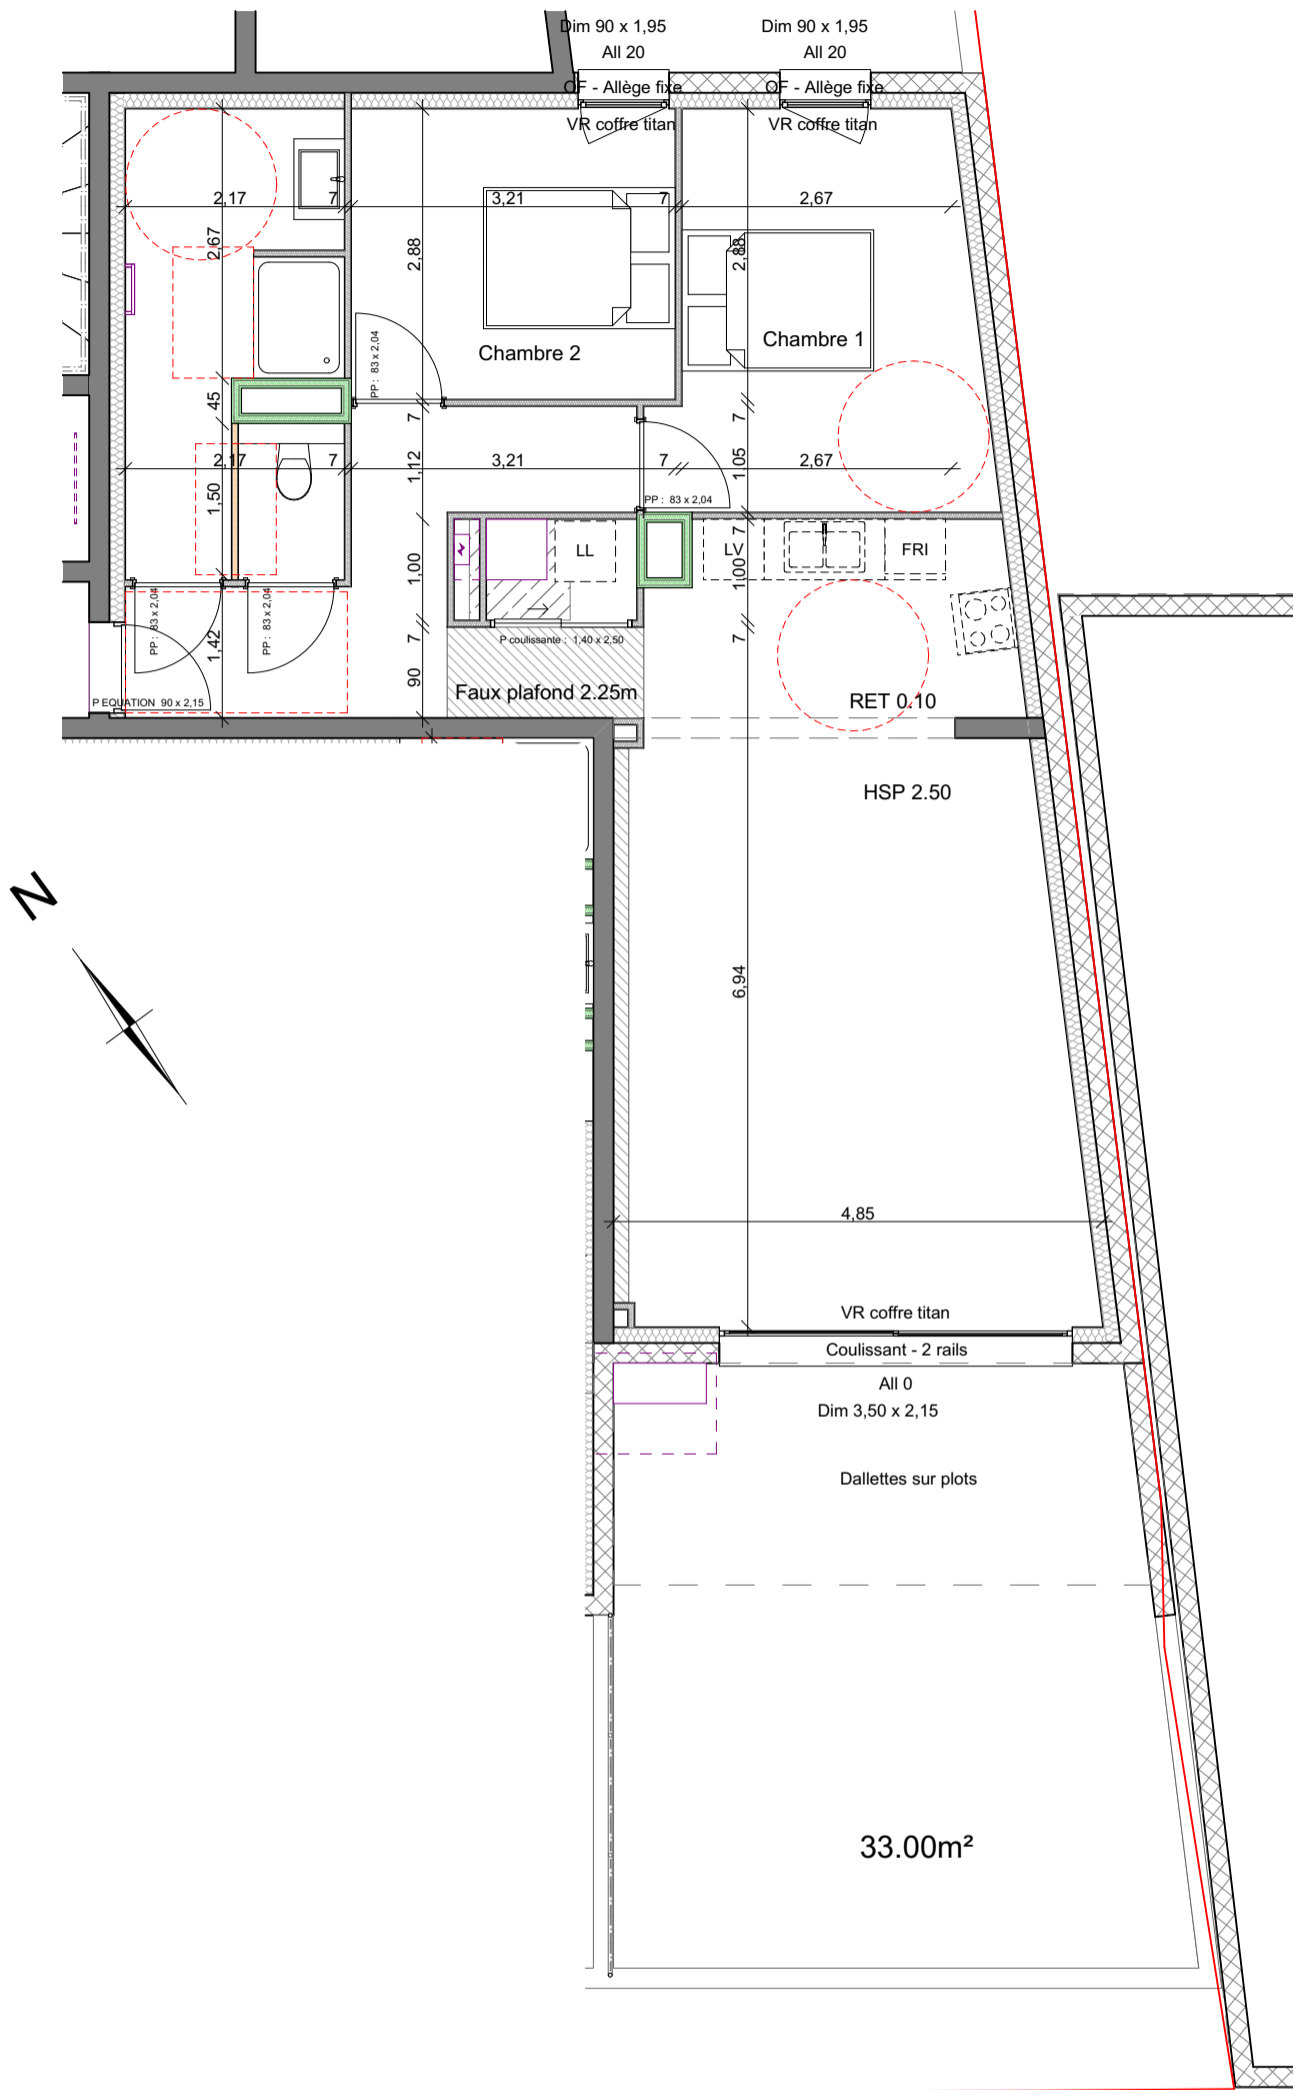 Dim 90 x 1,95
Dim 90 x 1,95
All 20
All 20
OF - Allège fixe
OF - Allège fixe
VR coffre titan
VR coffre titan
2,17
7
3,21
7
2,67
2,67
2,88
2,88
Chambre 2
Chambre 1
PP : 83 x 2,04
45
7
7
2,17
7
3,21
7
2,67
1,50
1,12
1,05
PP : 83 x 2,04
LL
LV
7
FRI
1,00
1,00
PP : 83 x 2,04
PP : 83 x 2,04
1,42
7
P coulissante : 1,40 x 2,50
7
90
Faux plafond 2.25m
RET 0.10
P EQUATION 90 x 2,15
HSP 2.50
N
6,94
4,85
VR coffre titan
Coulissant - 2 rails
All 0
Dim 3,50 x 2,15
Dallettes sur plots
33.00m²